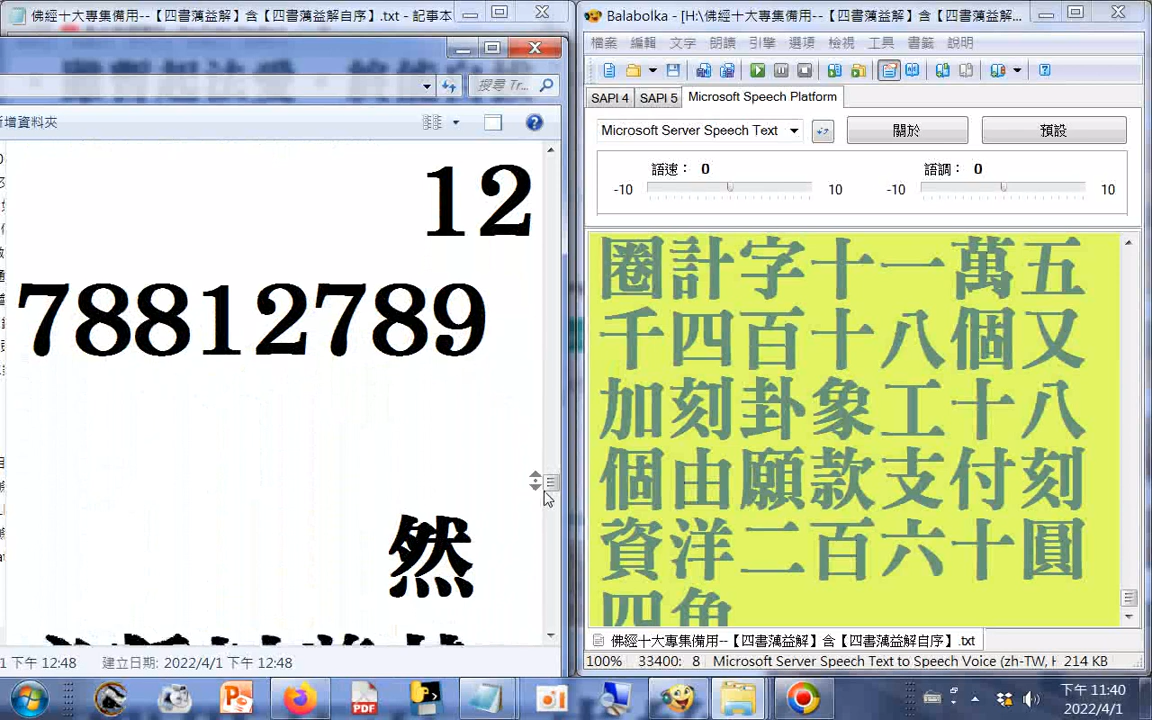 佛經十大專集備用--【四書蕅益解】含【四書蕅益解自序】.txt - 記事本
搜尋 Tr...
新增資料夾
12
78812789
然
1 下午 12:48 建立日期: 2022/4/1 下午 12:48
Balabolka - [H:\佛經十大專集備用--【四書蕅益解】含【四書蕅益解...
檔案 編輯 文字 朗讀 引擎 選項 檢視 工具 書籤 說明
SAPI 4 SAPI 5 Microsoft Speech Platform
Microsoft Server Speech Text 關於 預設
語速： 0 語調： 0
-10 10 -10 10
圈計字十一萬五
千四百十八個又
加刻卦象工十八
個由願款支付刻
資洋二百六十圓
四角
佛經十大專集備用--【四書蕅益解】含【四書蕅益解自序】.txt
100% 33400: 8 Microsoft Server Speech Text to Speech Voice (zh-TW, H 214 KB
下午 11:40
2022/4/1